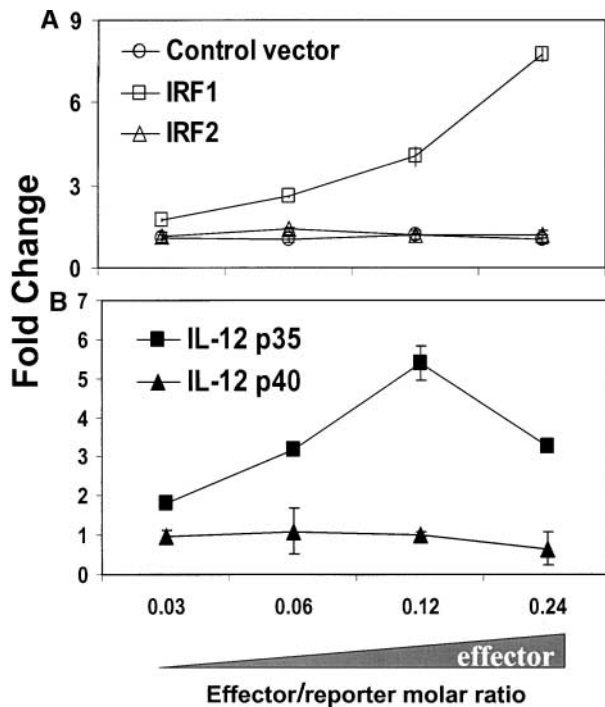 A
9
Control vector
IRF1
6
IRF2
3
0
Fold Change
B
7
IL-12 p35
6
IL-12 p40
5
4
3
2
1
0
0.03 0.06 0.12 0.24
effector
Effector/reporter molar ratio